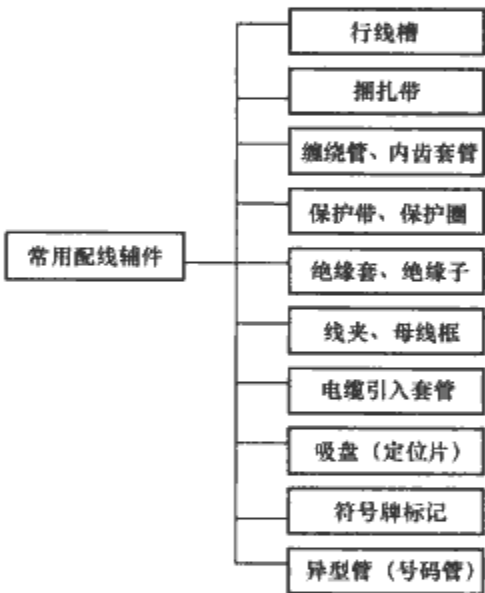 行线槽
捆扎带
缠绕管、内齿套管
保护带、保护圈
常用配线辅件
绝缘套、绝缘子
线夹、母线框
电缆引入套管
吸盘（定位片）
符号牌标记
异型管（号码管）